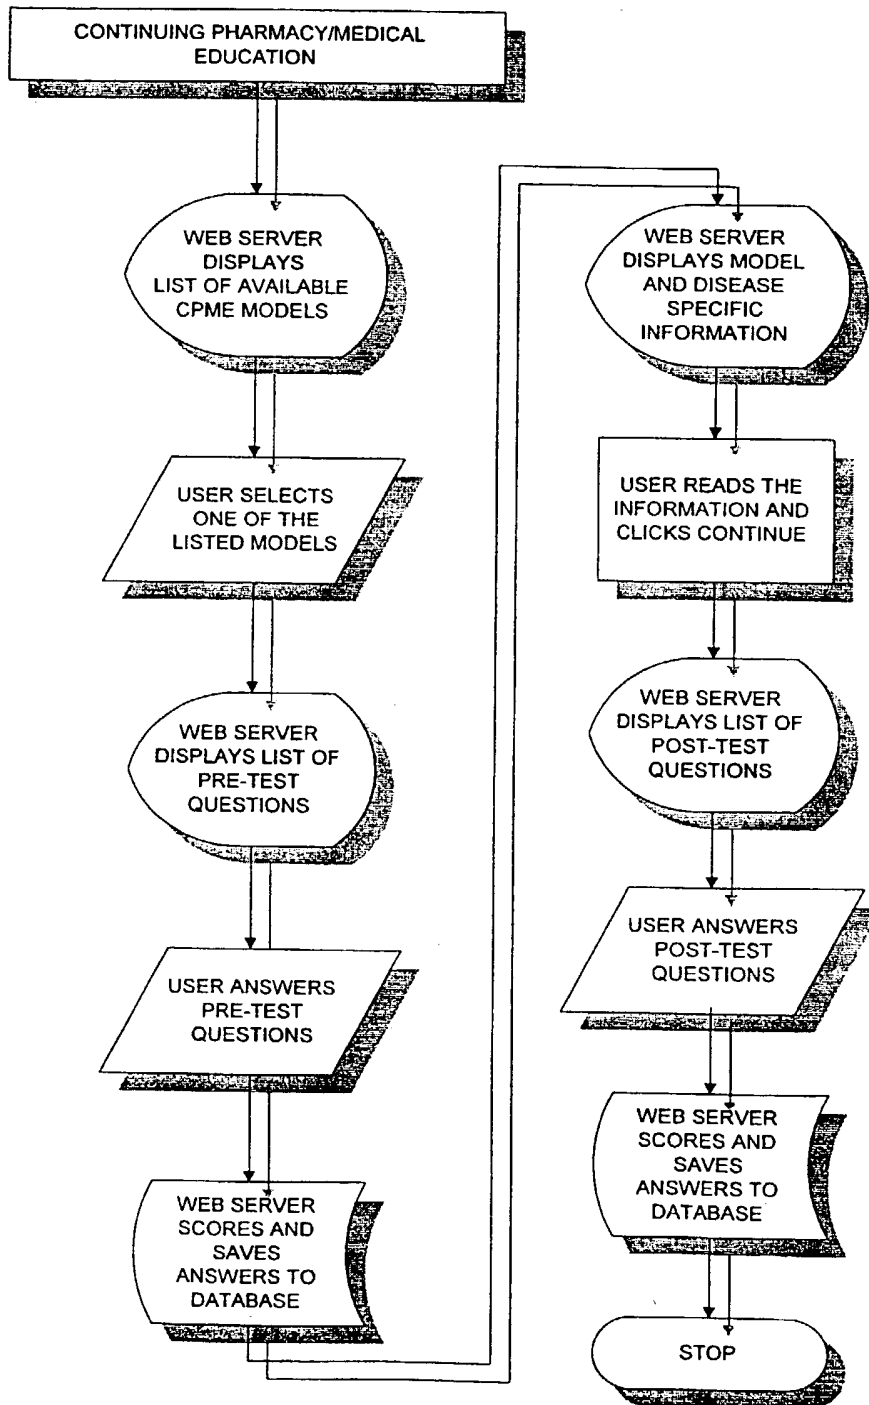 CONTINUING PHARMACY/MEDICAL
EDUCATION
WEB SERVER
DISPLAYS
LIST OF AVAILABLE
CPME MODELS
USER SELECTS
ONE OF THE
LISTED MODELS
WEB SERVER
DISPLAYS LIST OF
PRE-TEST
QUESTIONS
USER ANSWERS
PRE-TEST
QUESTIONS
WEB SERVER
SCORES AND
SAVES
ANSWERS TO
DATABASE
WEB SERVER
DISPLAYS MODEL
AND DISEASE
SPECIFIC
INFORMATION
USER READS THE
INFORMATION AND
CLICKS CONTINUE
WEB SERVER
DISPLAYS LIST OF
POST-TEST
QUESTIONS
USER ANSWERS
POST-TEST
QUESTIONS
WEB SERVER
SCORES AND
SAVES
ANSWERS TO
DATABASE
STOP